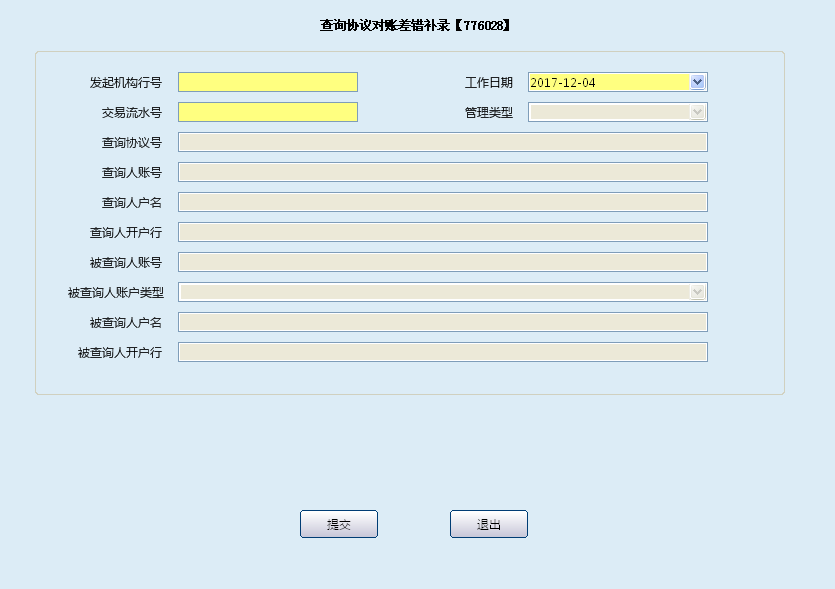 查询协议对账差错补录【776028】
发起机构行号 工作日期 2017-12-04
交易流水号 管理类型
查询协议号
查询人账号
查询人户名
查询人开户行
被查询人账号
被查询人账户类型
被查询人户名
被查询人开户行
提交 退出